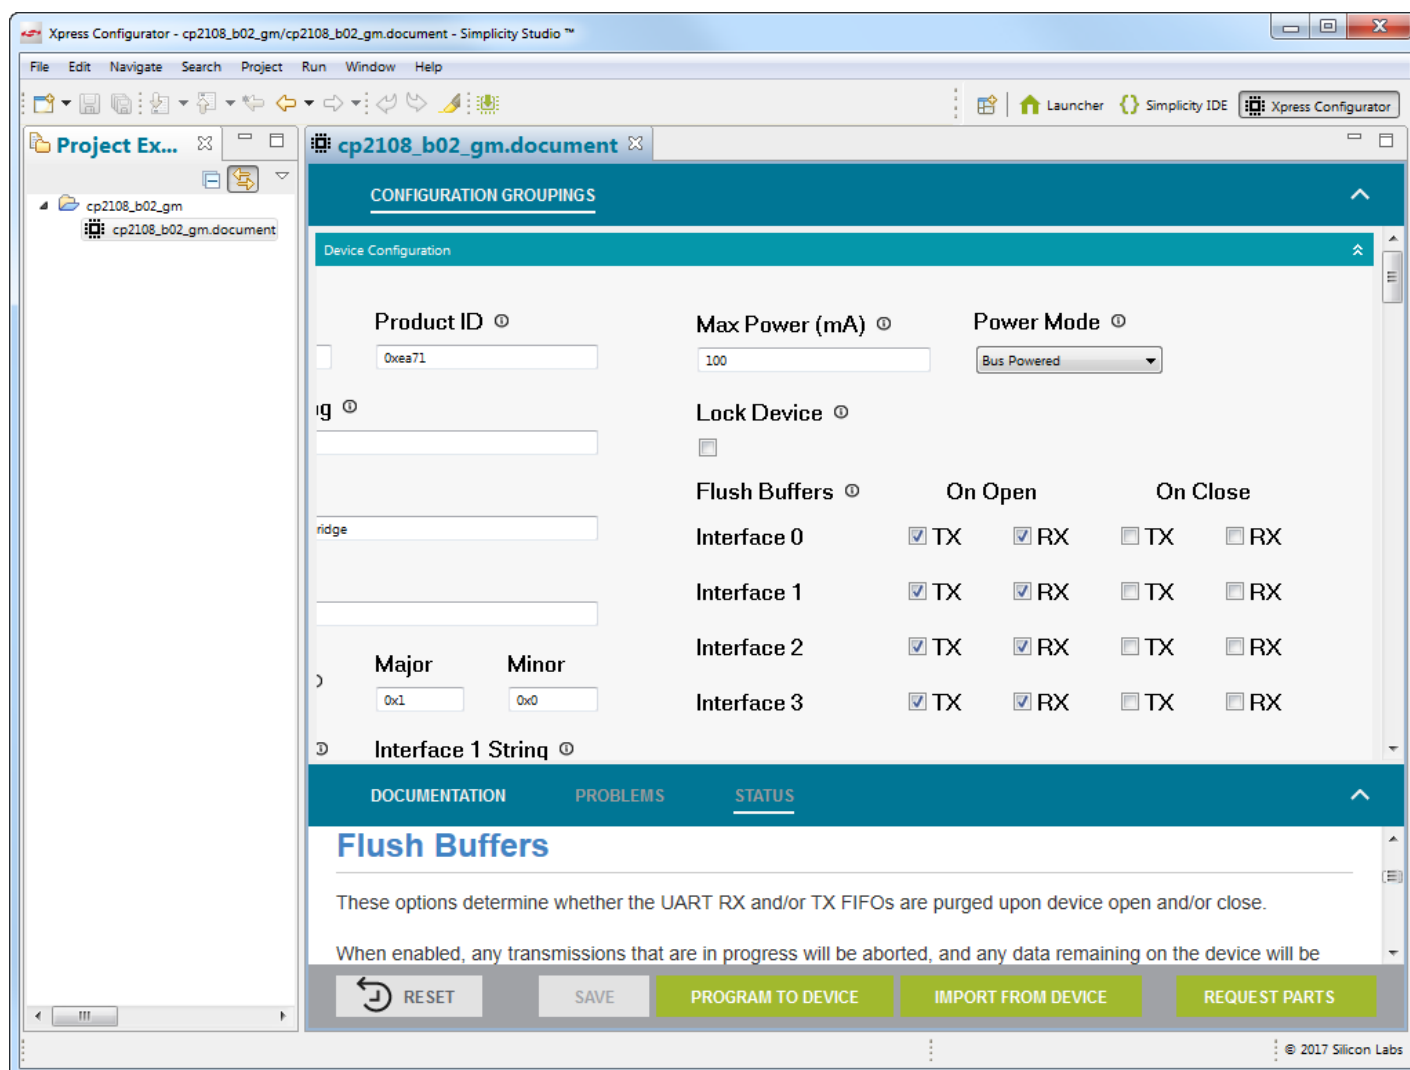 Xpress Configurator - cp2108_b02_gm/cp2108_b02_gm.document - Simplicity Studio ™
File Edit Navigate Search Project Run Window Help
Launcher Simplicity IDE Xpress Configurator
Project Ex...
cp2108_b02_gm.document
cp2108_b02_gm
cp2108_b02_gm.document
CONFIGURATION GROUPINGS
Device Configuration
Product ID Max Power (mA) Power Mode
0xea71 100 Bus Powered
ng Lock Device
Flush Buffers On Open On Close
ridge
Interface 0 TX RX TX RX
Interface 1 TX RX TX RX
Interface 2 TX RX TX RX
Major Minor
0x1 0x0
Interface 3 TX RX TX RX
Interface 1 String
DOCUMENTATION PROBLEMS STATUS
Flush Buffers
These options determine whether the UART RX and/or TX FIFOs are purged upon device open and/or close.
When enabled, any transmissions that are in progress will be aborted, and any data remaining on the device will be
RESET SAVE PROGRAM TO DEVICE IMPORT FROM DEVICE REQUEST PARTS
© 2017 Silicon Labs